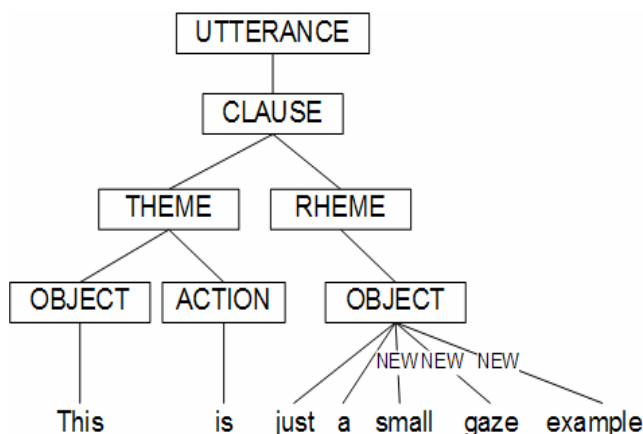 UTTERANCE
CLAUSE
THEME RHEME
OBJECT ACTION OBJECT
NEW NEW NEW
This is just a small gaze example